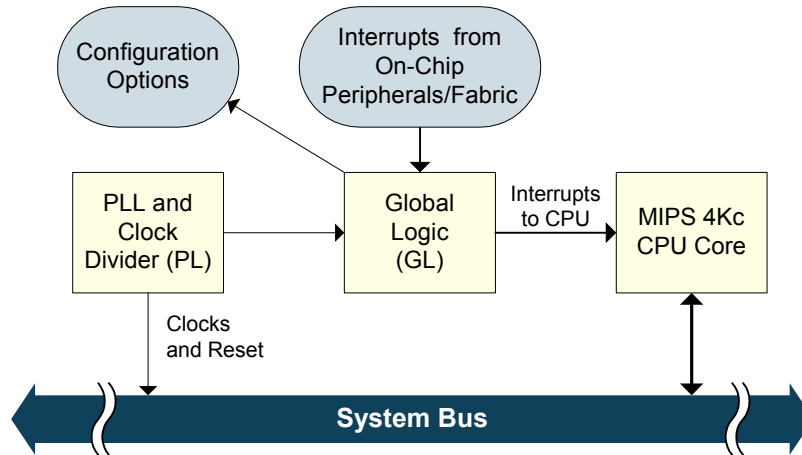 Configuration
Options
Interrupts from
On-Chip
Peripherals/Fabric
PLL and
Clock
Divider (PL)
Global
Logic
(GL)
Interrupts
to CPU
MIPS 4Kc
CPU Core
Clocks
and Reset
System Bus